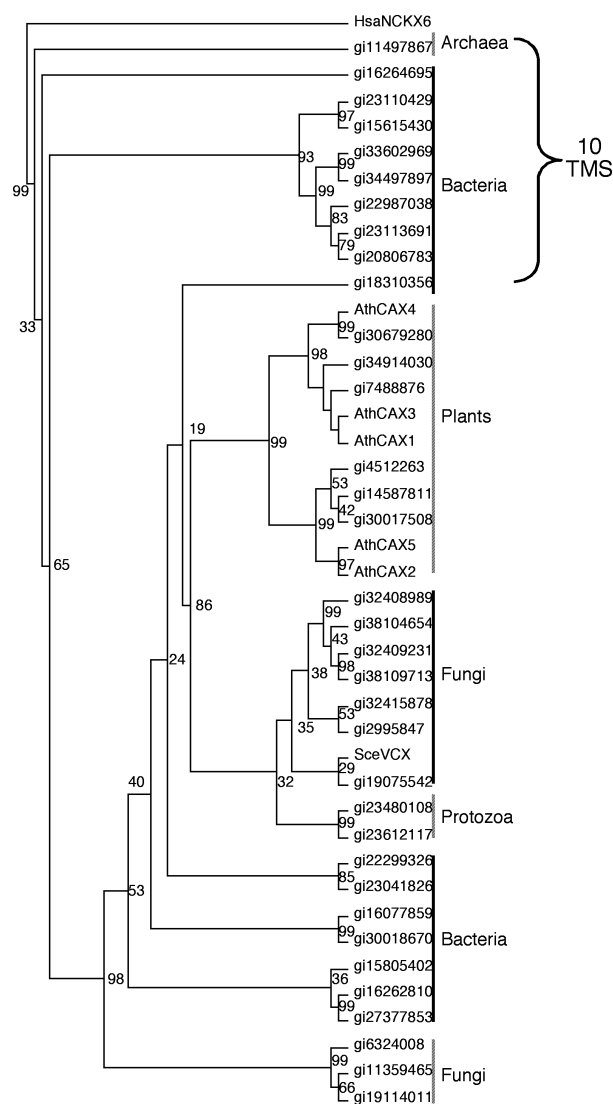 HsaNCKX6
gi11497867
Archaea
gi16264695
gi23110429
97
gi15615430
10
TMS
93
gi33602969
99
gi34497897
99
99
Bacteria
gi22987038
83
gi23113691
79
gi20806783
gi18310356
33
AthCAX4
99
gi30679280
98
gi34914030
gi7488876
AthCAX3
Plants
19
AthCAX1
99
gi4512263
53
gi14587811
42
gi30017508
99
AthCAX5
97
AthCAX2
65
86
gi32408989
99
gi38104654
43
gi32409231
98
gi38109713
38
Fungi
24
gi32415878
53
gi2995847
35
SceVCX
29
gi19075542
32
40
gi23480108
99
gi23612117
Protozoa
gi22299326
85
gi23041826
53
gi16077859
99
gi30018670
Bacteria
gi15805402
36
gi16262810
99
gi27377853
98
gi6324008
99
gi11359465
66
gi19114011
Fungi